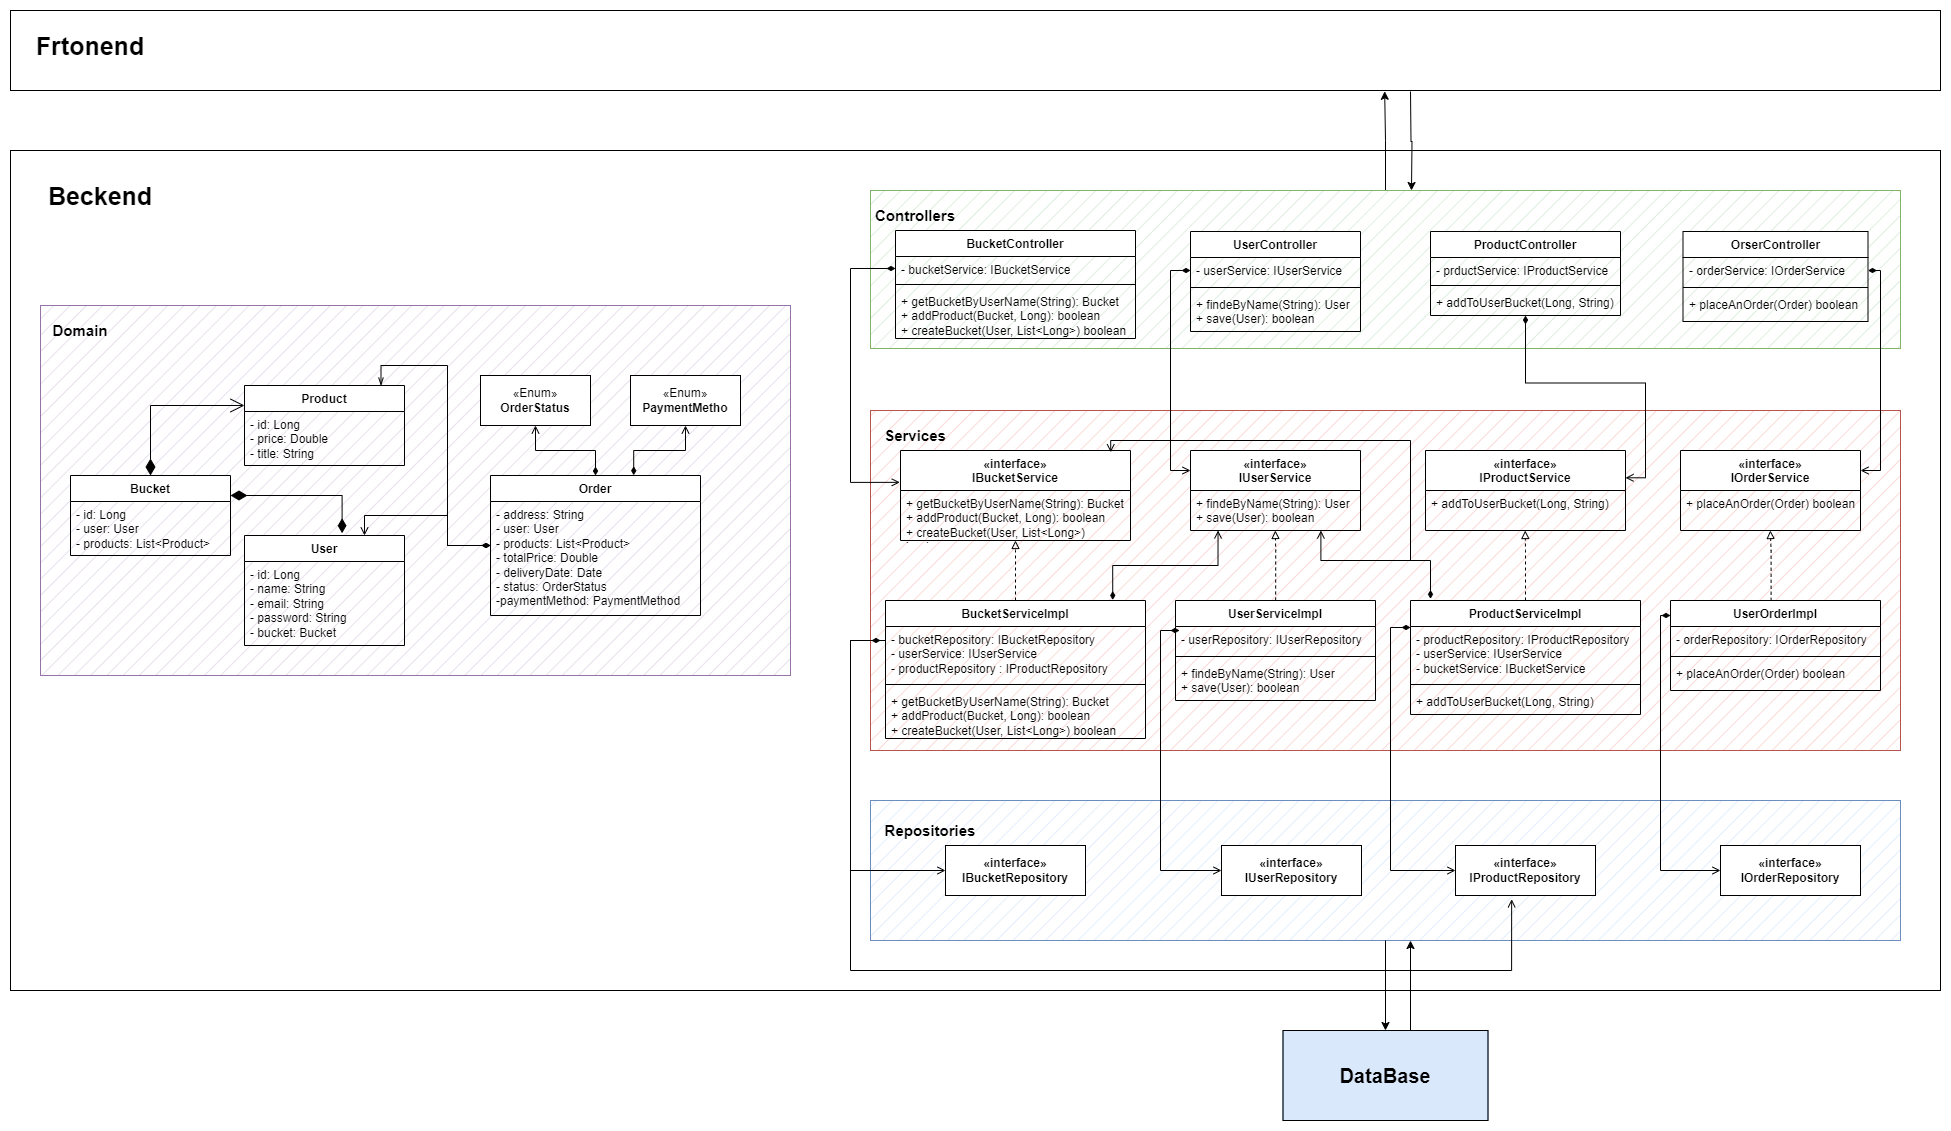 Frtonend
Beckend
Domain
Product
- id: Long
- price: Double
- title: String
«Enum»
OrderStatus
«Enum»
PaymentMetho
Bucket
- id: Long
- user: User
- products: List<Product>
User
- id: Long
- name: String
- email: String
- password: String
- bucket: Bucket
Order
- address: String
- user: User
- products: List<Product>
- totalPrice: Double
- deliveryDate: Date
- status: OrderStatus
-paymentMethod: PaymentMethod
Controllers
BucketController
- bucketService: IBucketService
+ getBucketByUserName(String): Bucket
+ addProduct(Bucket, Long): boolean
+ createBucket(User, List<Long>) boolean
UserController
- userService: IUserService
+ findeByName(String): User
+ save(User): boolean
ProductController
- prductService: IProductService
+ addToUserBucket(Long, String)
OrserController
- orderService: IOrderService
+ placeAnOrder(Order) boolean
Services
«interface»
IBucketService
+ getBucketByUserName(String): Bucket
+ addProduct(Bucket, Long): boolean
+ createBucket(User, List<Long>)
«interface»
IUserService
+ findeByName(String): User
+ save(User): boolean
«interface»
IProductService
+ addToUserBucket(Long, String)
«interface»
IOrderService
+ placeAnOrder(Order) boolean
BucketServiceImpl
- bucketRepository: IBucketRepository
- userService: IUserService
- productRepository : IProductRepository
+ getBucketByUserName(String): Bucket
+ addProduct(Bucket, Long): boolean
+ createBucket(User, List<Long>) boolean
UserServiceImpl
- userRepository: IUserRepository
+ findeByName(String): User
+ save(User): boolean
ProductServiceImpl
- productRepository: IProductRepository
- userService: IUserService
- bucketService: IBucketService
+ addToUserBucket(Long, String)
UserOrderImpl
- orderRepository: IOrderRepository
+ placeAnOrder(Order) boolean
Repositories
«interface»
IBucketRepository
«interface»
IUserRepository
«interface»
IProductRepository
«interface»
IOrderRepository
DataBase